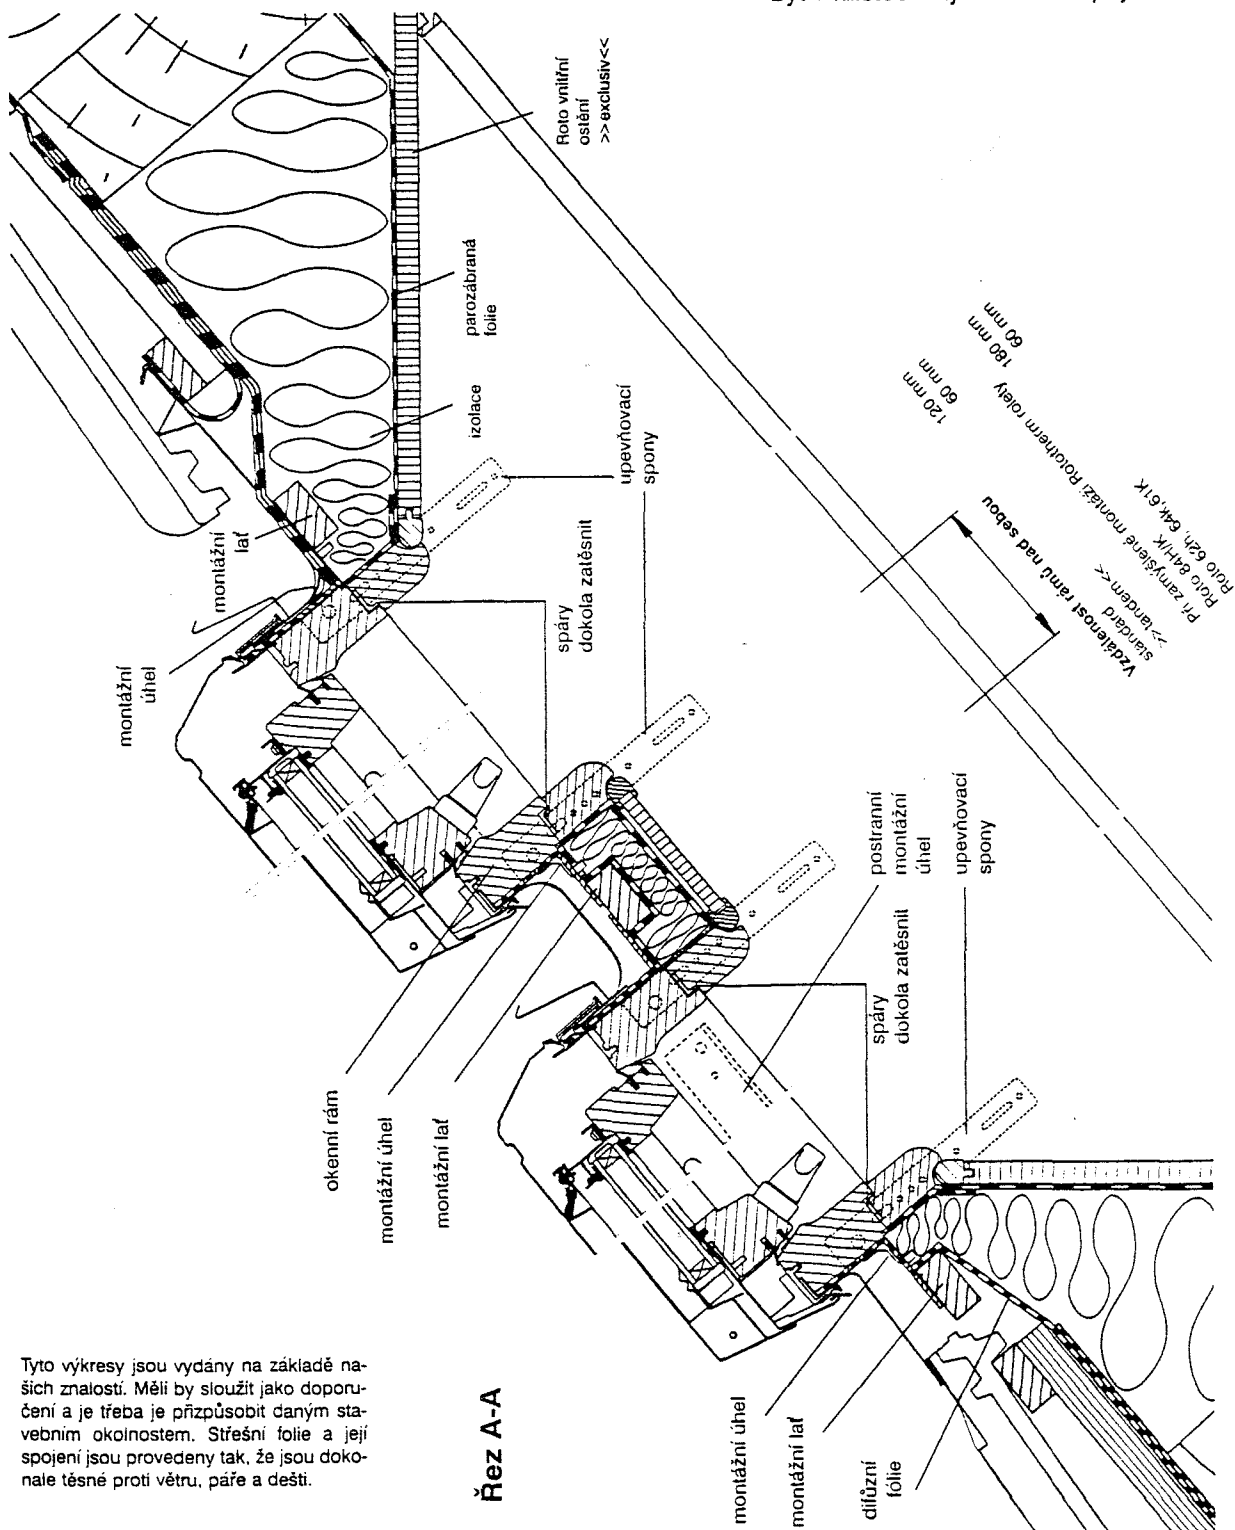 Roto vnitřní
ostění
>>exclusiv<<
parozábraná
folie
izolace
upevňovací
spony
montážní
lať
montážní
úhel
spáry
dokola zatěsnit
120 mm
60 mm
180 mm
60 mm
Vzdálenost rámů nad sebou
standard
>>tandem<<
Při zamýšlené montáži Rototherm rolety
Roto 84H/K
Roto 62h, 64k,61K
postranní
montážní
úhel
upevňovací
spony
spáry
dokola zatěsnit
okenní rám
montážní úhel
montážní lať
montážní úhel
montážní lať
difůzní
fólie
Řez A-A
Tyto výkresy jsou vydány na základě na-
šich znalostí. Měli by sloužit jako doporu-
čení a je třeba je přizpůsobit daným sta-
vebním okolnostem. Střešní folie a její
spojení jsou provedeny tak, že jsou doko-
nale těsné proti větru, páře a dešti.